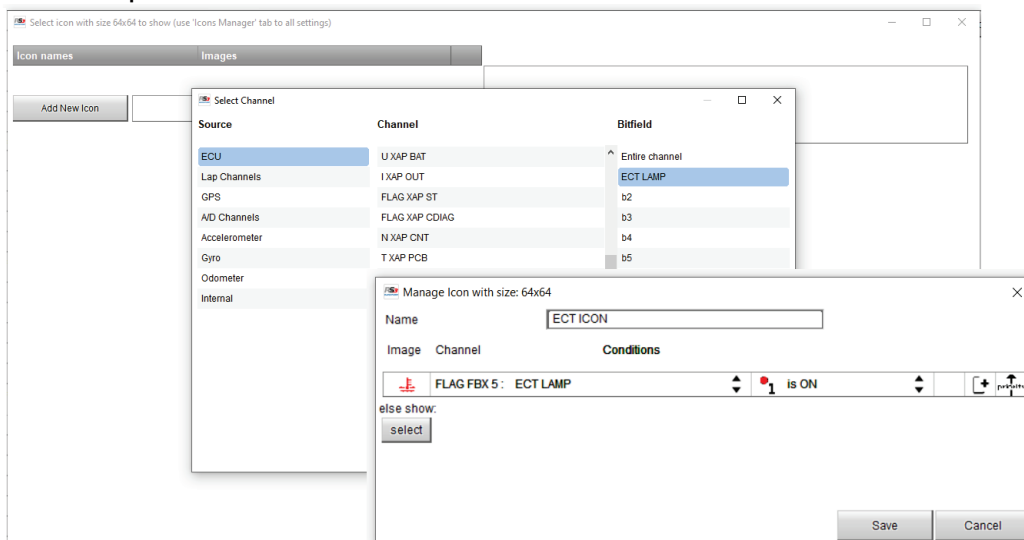 Select icon with size 64x64 to show (use 'Icons Manager' tab to all settings)
Icon names Images
Add New Icon
Select Channel
Source Channel Bitfield
ECU U XAP BAT Entire channel
Lap Channels I XAP OUT ECT LAMP
GPS FLAG XAP ST b2
A/D Channels FLAG XAP CDIAG b3
Accelerometer N XAP CNT b4
Gyro T XAP PCB b5
Odometer
Internal
Manage Icon with size: 64x64
Name ECT ICON
Image Channel Conditions
FLAG FBX 5 : ECT LAMP 1 is ON priority
else show:
select
Save Cancel